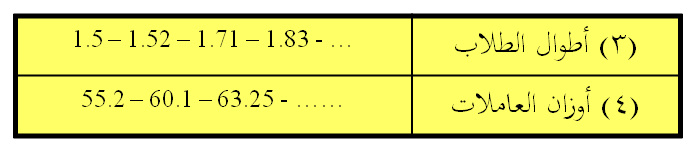 (٣) أطوال الطلاب 1.5 – 1.52 – 1.71 – 1.83 - …
(٤) أوزان العاملات 55.2 – 60.1 – 63.25 - ……